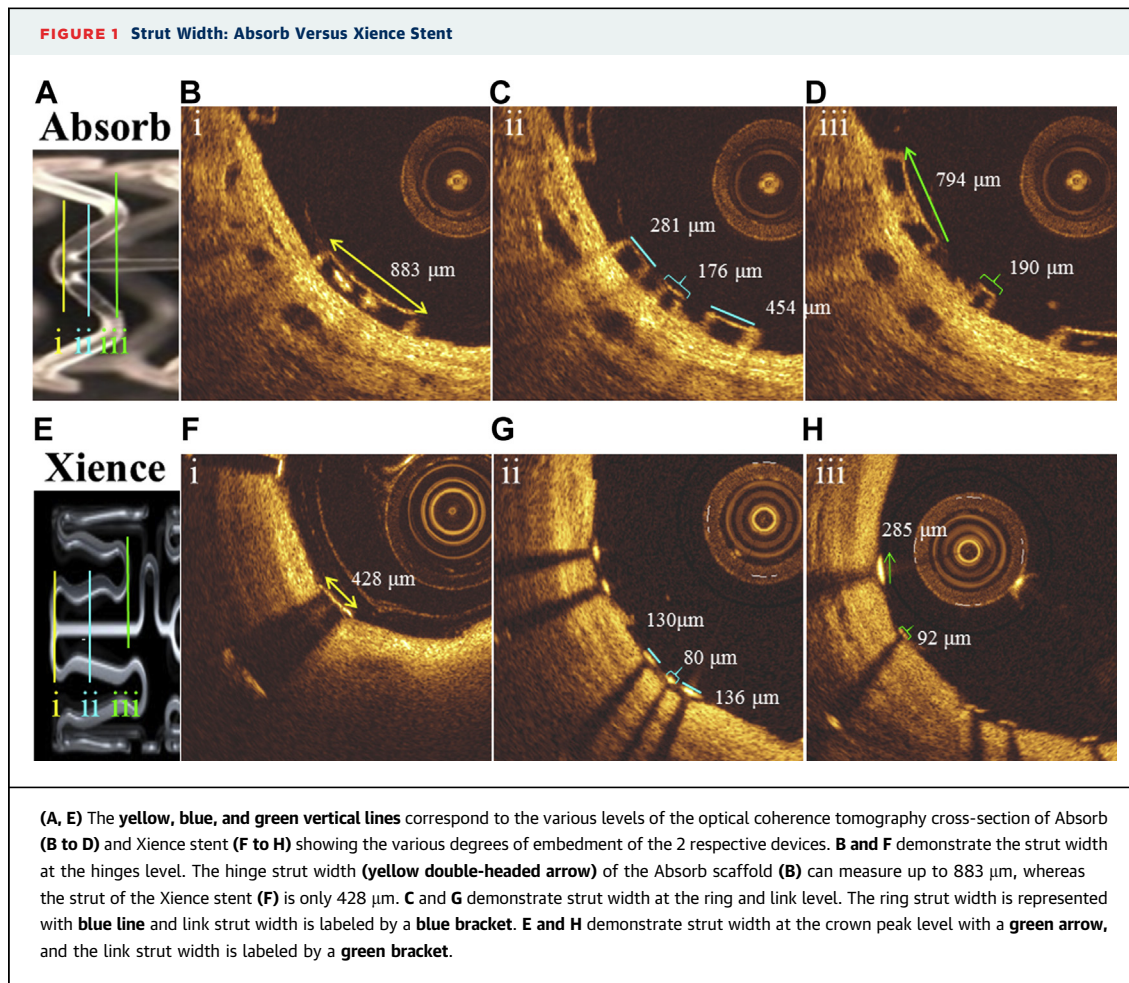 FIGURE 1 Strut Width: Absorb Versus Xience Stent
A
Absorb
i
ii
iii
B
i
883 μm
C
ii
281 μm
176 μm
454 μm
D
iii
794 μm
190 μm
E
Xience
i
ii
iii
F
i
428 μm
G
ii
130μm
80 μm
136 μm
H
iii
285 μm
92 μm
(A, E) The yellow, blue, and green vertical lines correspond to the various levels of the optical coherence tomography cross-section of Absorb
(B to D) and Xience stent (F to H) showing the various degrees of embedment of the 2 respective devices. B and F demonstrate the strut width
at the hinges level. The hinge strut width (yellow double-headed arrow) of the Absorb scaffold (B) can measure up to 883 μm, whereas
the strut of the Xience stent (F) is only 428 μm. C and G demonstrate strut width at the ring and link level. The ring strut width is represented
with blue line and link strut width is labeled by a blue bracket. E and H demonstrate strut width at the crown peak level with a green arrow,
and the link strut width is labeled by a green bracket.